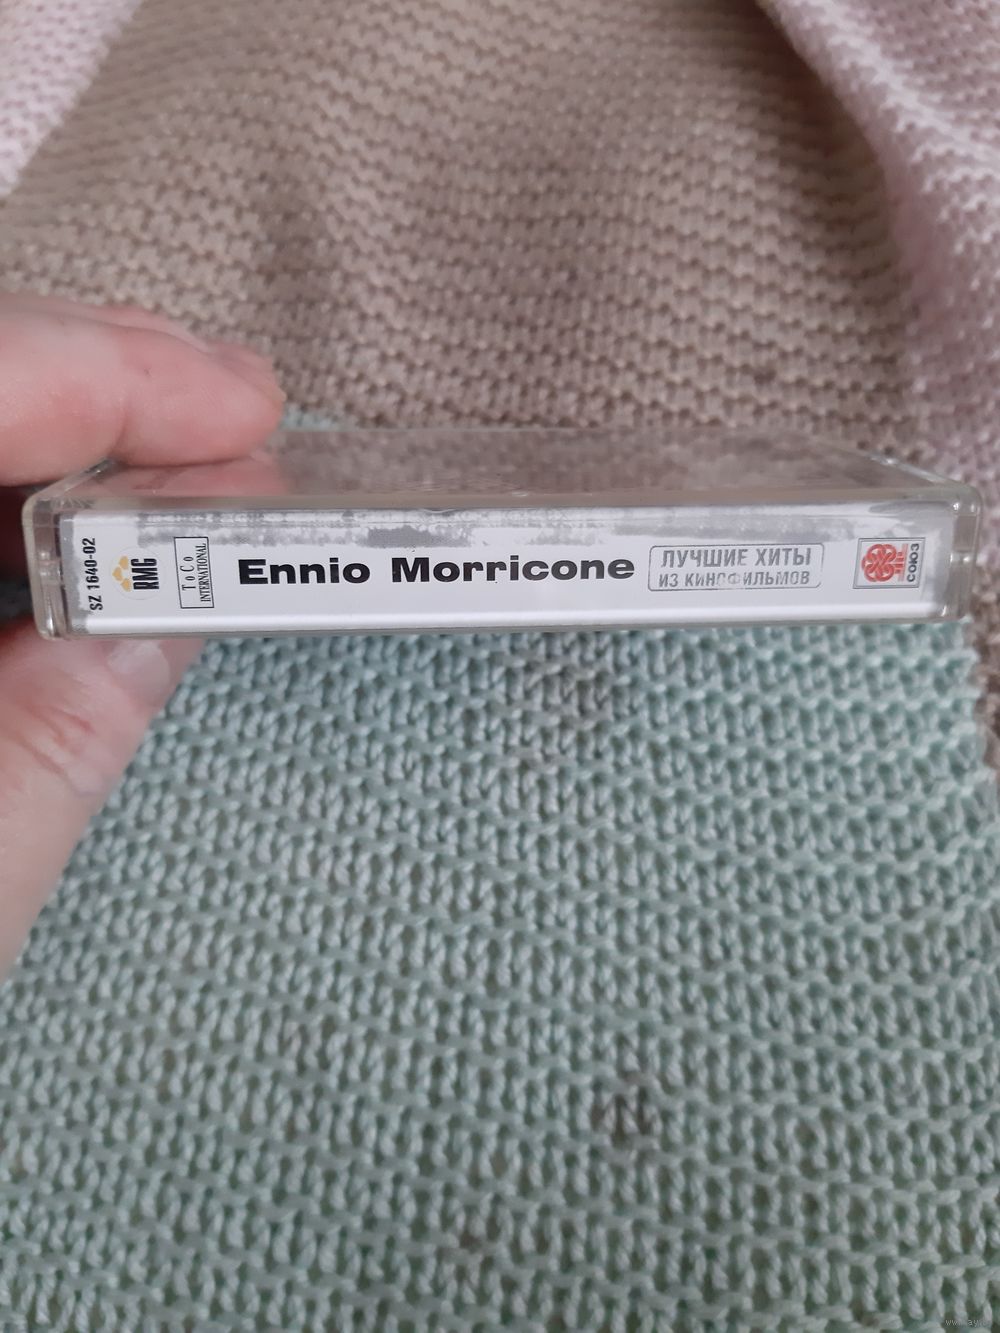 SZ 1640-02
RMC
ToCo
INTERNATIONAL
Ennio Morricone
ЛУЧШИЕ ХИТЫ
ИЗ КИНОФИЛЬМОВ
СОЮЗ